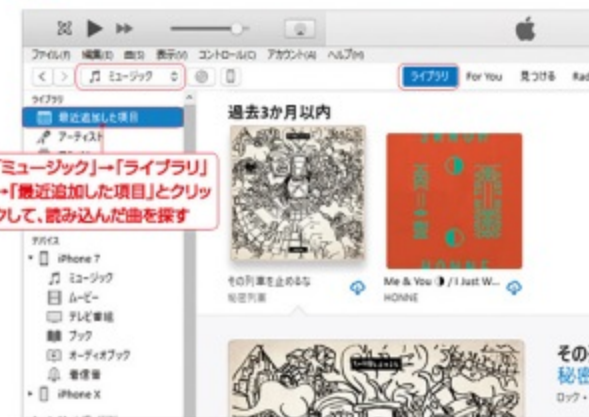 ファイル(F) 編集(E) 曲(S) 表示(V) コントロール(C) アカウント(A) ヘルプ(H)
ミュージック
ライブラリ For You 見つける Rad
ライブラリ
最近追加した項目
アーティスト
「ミュージック」→「ライブラリ」
→「最近追加した項目」とクリッ
クして、読み込んだ曲を探す
デバイス
iPhone 7
ミュージック
ムービー
テレビ番組
ブック
オーディオブック
着信音
iPhone X
過去3か月以内
その列車を止めるな
秘密列車
HONNE
Me & You ◑ / I Just W...
HONNE
その
秘密
ロック・